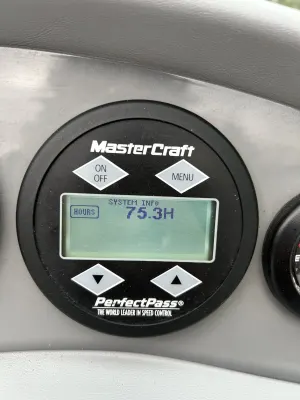 MasterCraft
ON
OFF
MENU
SYSTEM INFO
HOURS 75.3H
PerfectPass®
THE WORLD LEADER IN SPEED CONTROL